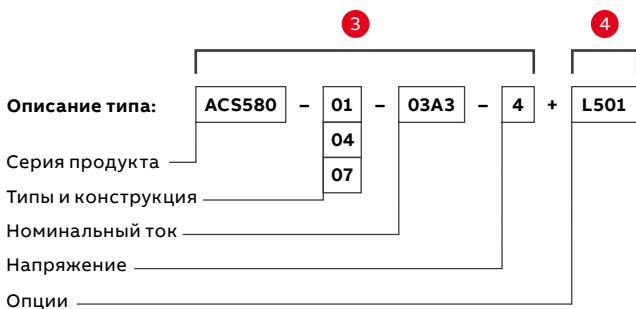 3 4
Описание типа: ACS580 – 01 – 03A3 – 4 + L501
04
07
Серия продукта
Типы и конструкция
Номинальный ток
Напряжение
Опции